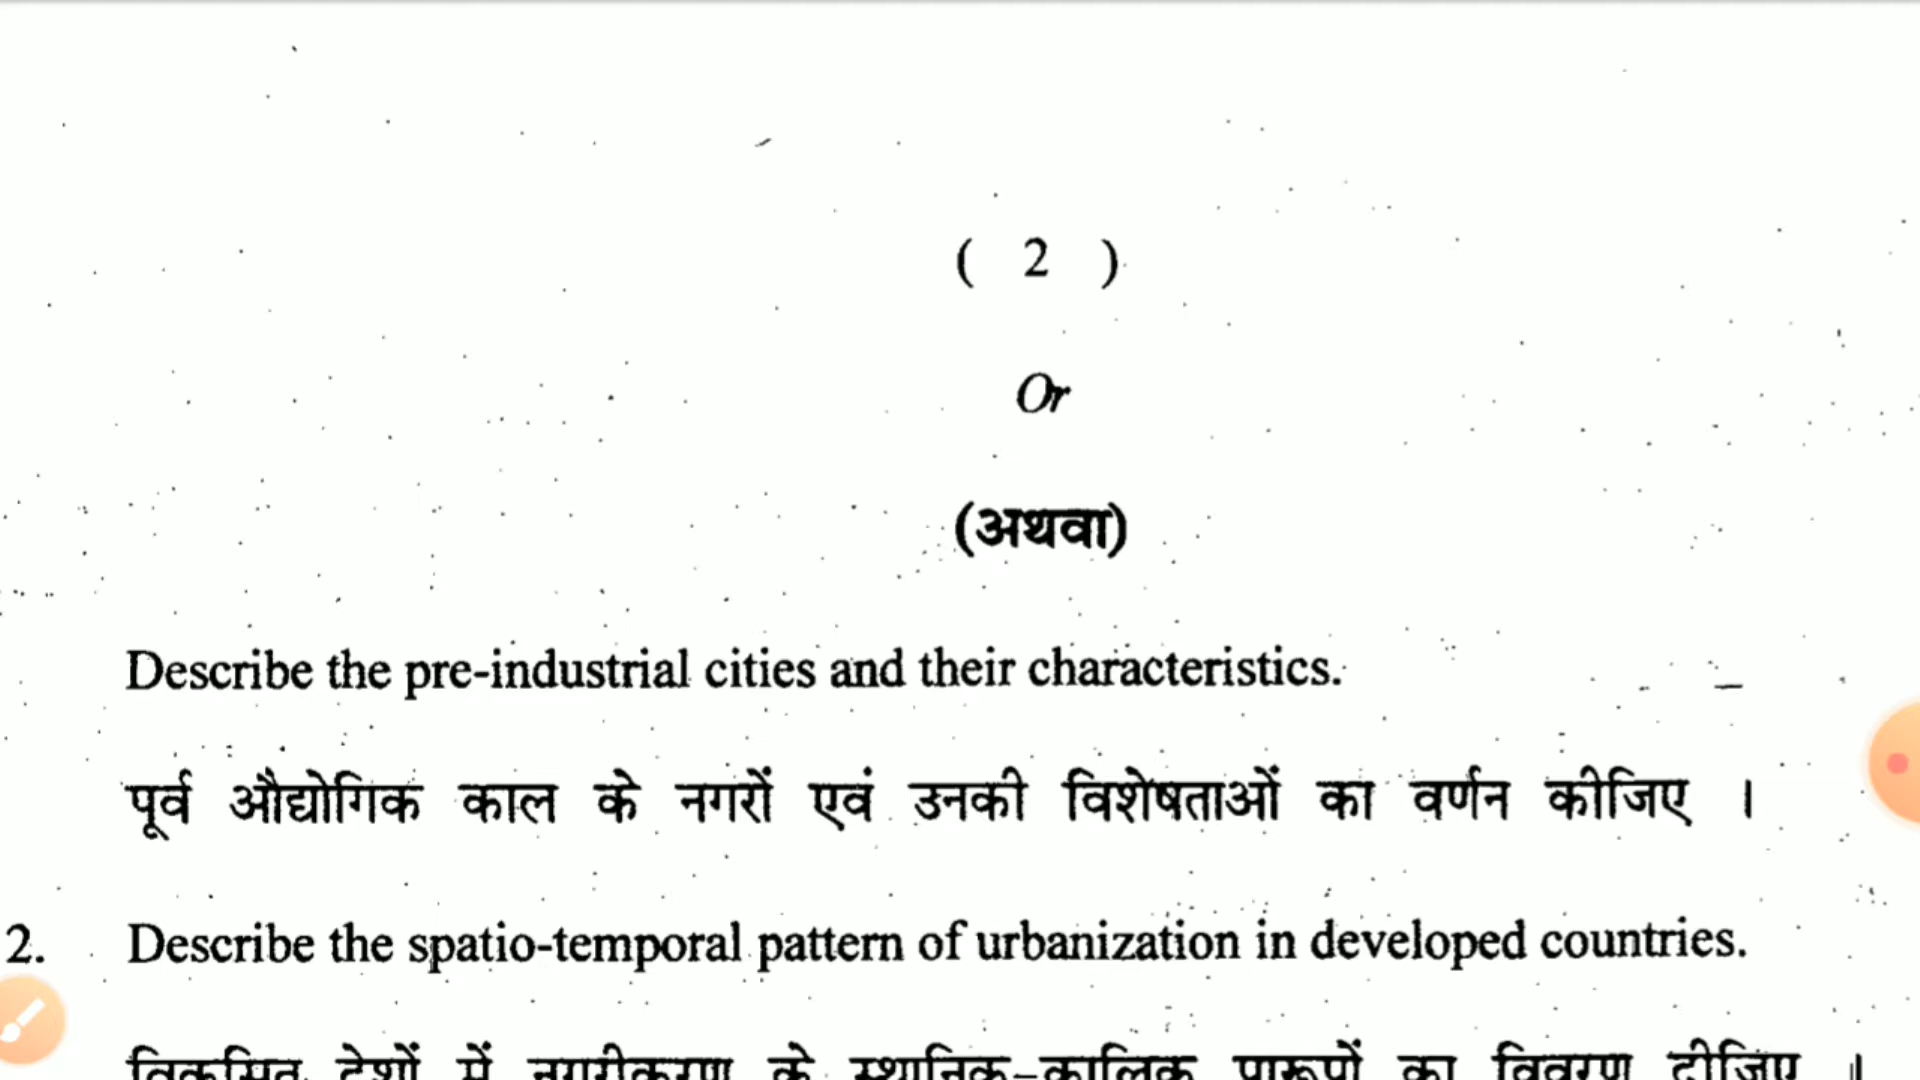 ( 2 )
Or
(अथवा)
Describe the pre-industrial cities and their characteristics.
पूर्व औद्योगिक काल के नगरों एवं उनकी विशेषताओं का वर्णन कीजिए ।
2. Describe the spatio-temporal pattern of urbanization in developed countries.
विकसित देशों में नगरीकरण के स्थानिक-कालिक प्रारूपों का विवरण दीजिए ।